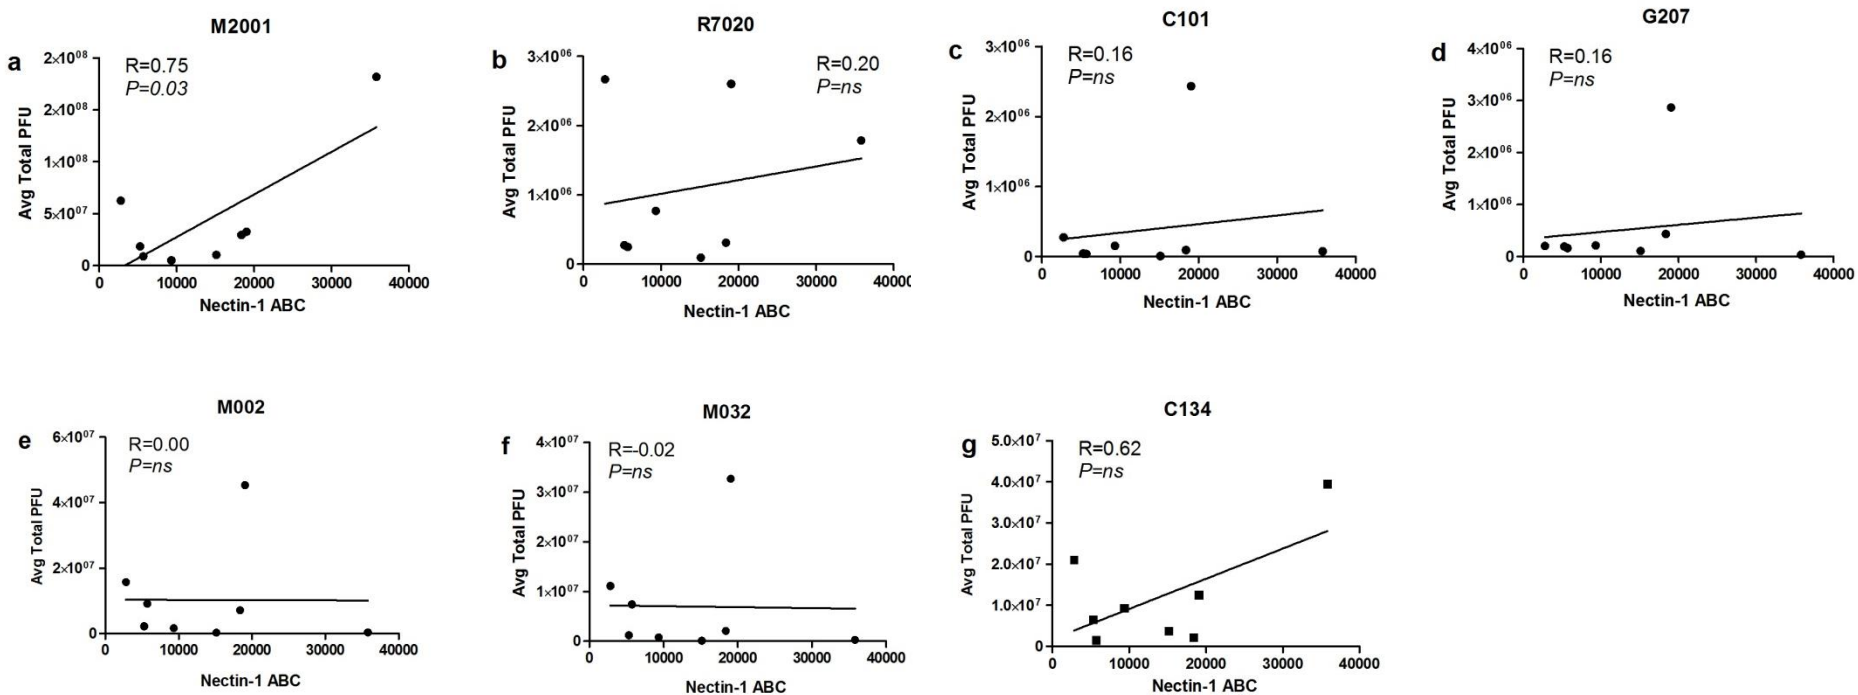 M2001
a
R=0.75
P=0.03
Avg Total PFU
2×10⁰⁸
2×10⁰⁸
1×10⁰⁸
5×10⁰⁷
0
0 10000 20000 30000 40000
Nectin-1 ABC
R7020
b
R=0.20
P=ns
Avg Total PFU
3×10⁰⁶
2×10⁰⁶
1×10⁰⁶
0
0 10000 20000 30000 40000
Nectin-1 ABC
C101
c
R=0.16
P=ns
Avg Total PFU
3×10⁰⁶
2×10⁰⁶
1×10⁰⁶
0
0 10000 20000 30000 40000
Nectin-1 ABC
G207
d
R=0.16
P=ns
Avg Total PFU
4×10⁰⁶
3×10⁰⁶
2×10⁰⁶
1×10⁰⁶
0
0 10000 20000 30000 40000
Nectin-1 ABC
M002
e
R=0.00
P=ns
Avg Total PFU
6×10⁰⁷
4×10⁰⁷
2×10⁰⁷
0
0 10000 20000 30000 40000
Nectin-1 ABC
M032
f
R=-0.02
P=ns
Avg Total PFU
4×10⁰⁷
3×10⁰⁷
2×10⁰⁷
1×10⁰⁷
0
0 10000 20000 30000 40000
Nectin-1 ABC
C134
g
R=0.62
P=ns
Avg Total PFU
5.0×10⁷
4.0×10⁷
3.0×10⁷
2.0×10⁷
1.0×10⁷
0
0 10000 20000 30000 40000
Nectin-1 ABC